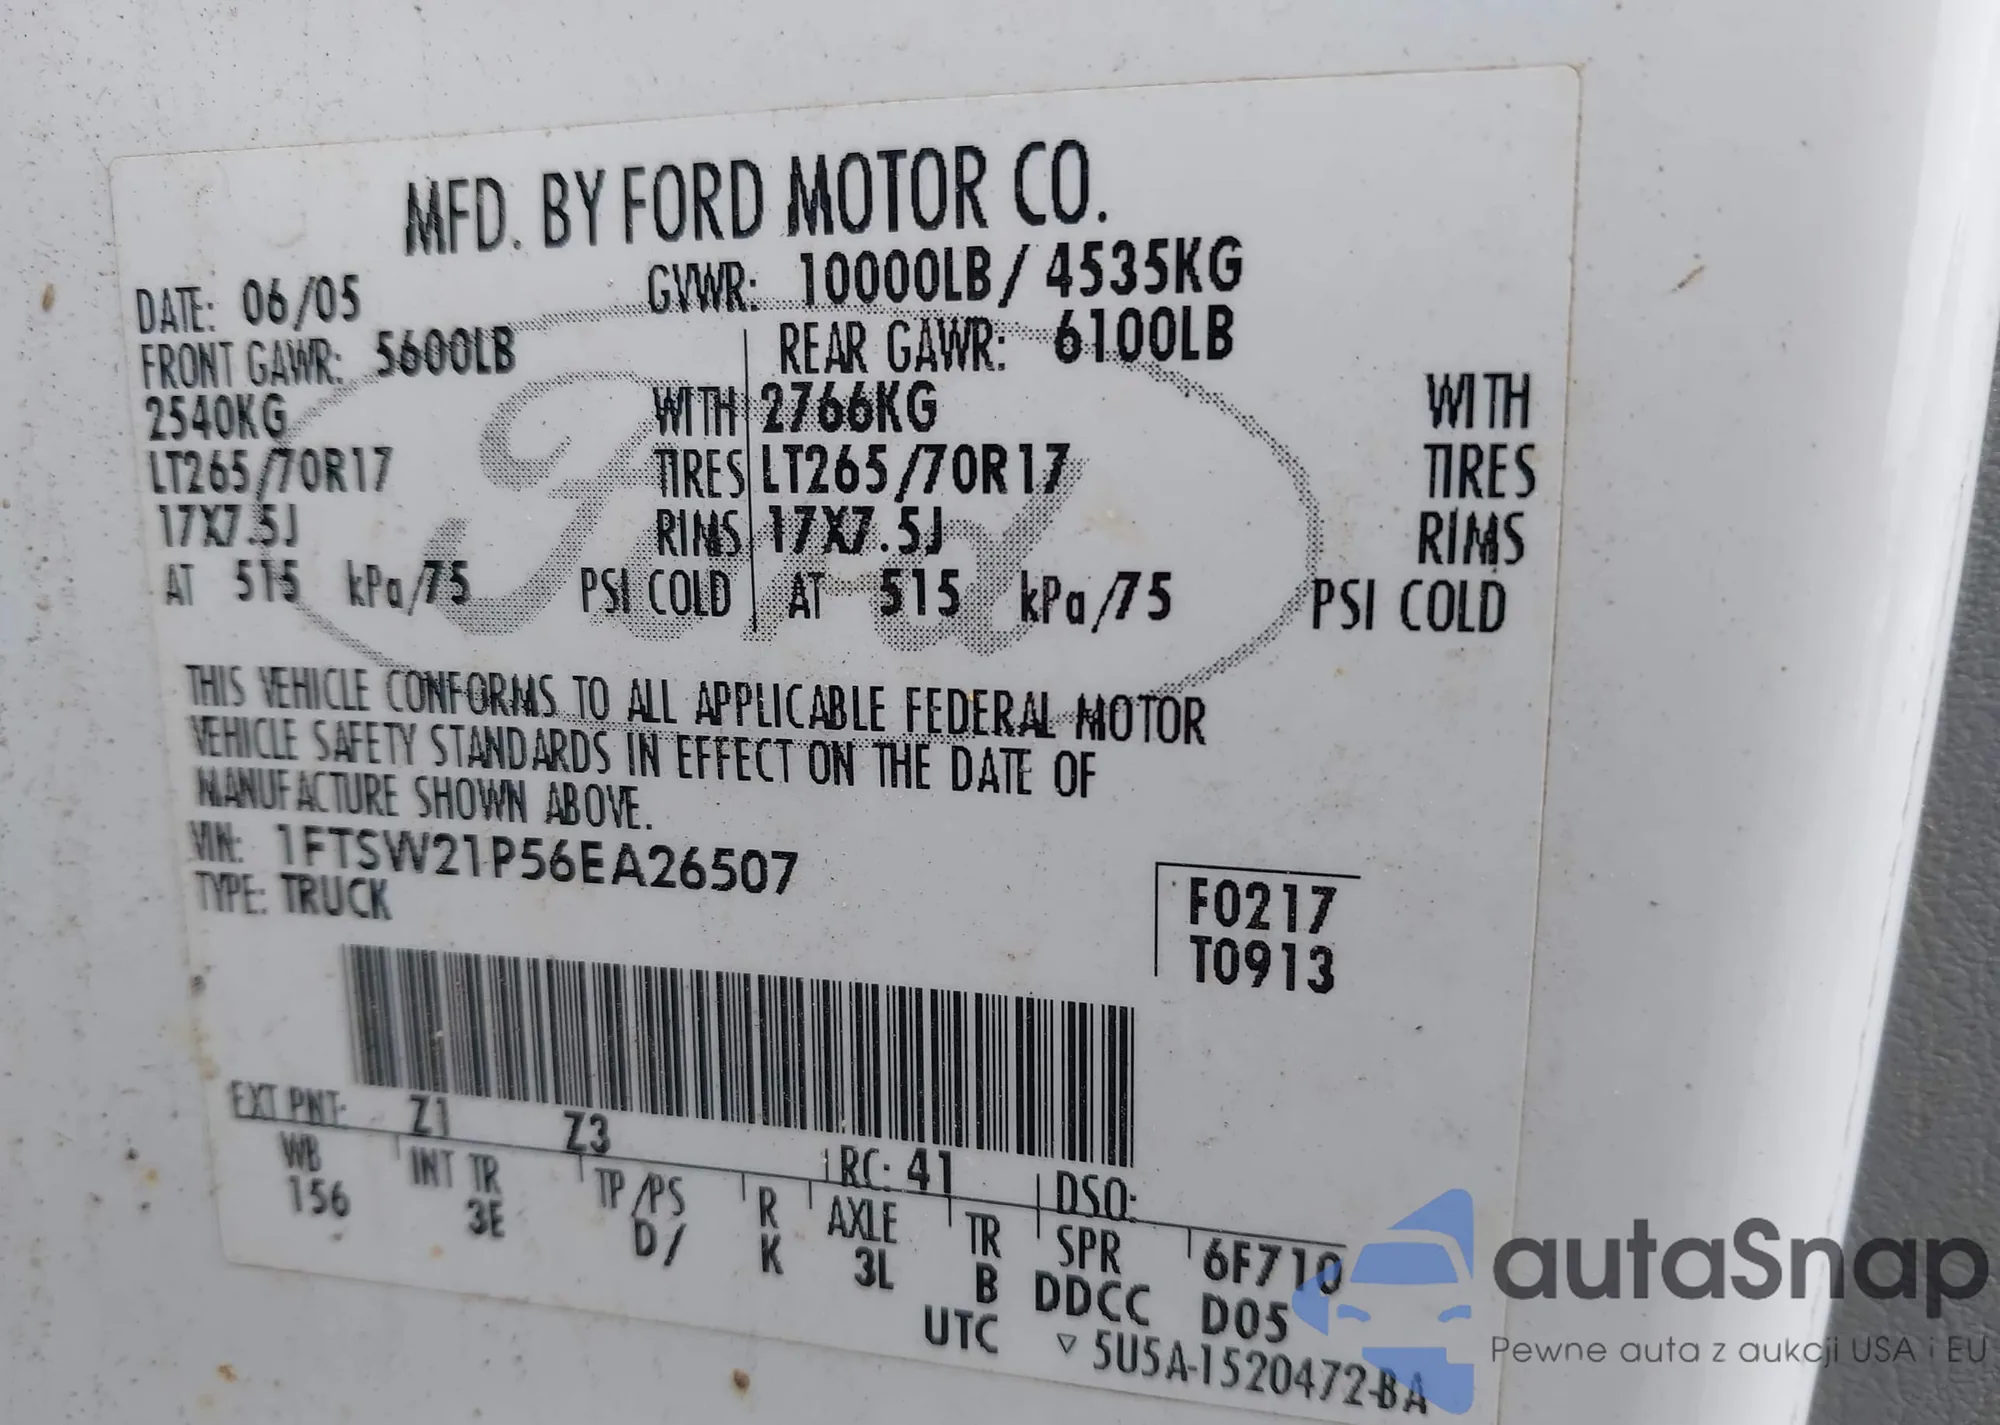 MFD. BY FORD MOTOR CO.
DATE: 06/05 GVWR: 10000LB/4535KG
FRONT GAWR: 5600LB REAR GAWR: 6100LB
2540KG WITH 2766KG WITH
LT265/70R17 TIRES LT265/70R17 TIRES
17X7.5J RIMS 17X7.5J RIMS
AT 515 kPa/75 PSI COLD AT 515 kPa/75 PSI COLD
Ford
THIS VEHICLE CONFORMS TO ALL APPLICABLE FEDERAL MOTOR
VEHICLE SAFETY STANDARDS IN EFFECT ON THE DATE OF
MANUFACTURE SHOWN ABOVE.
VIN: 1FTSW21P56EA26507
TYPE: TRUCK
F0217
T0913
EXT PNT: Z1 Z3 RC: 41 DSO:
WB INT TR TP/PS R AXLE TR SPR 6F710
156 3E D/ K 3L B DDCC D05
UTC ▽ 5U5A-1520472-BA
autaSnap
Pewne auta z aukcji USA i EU